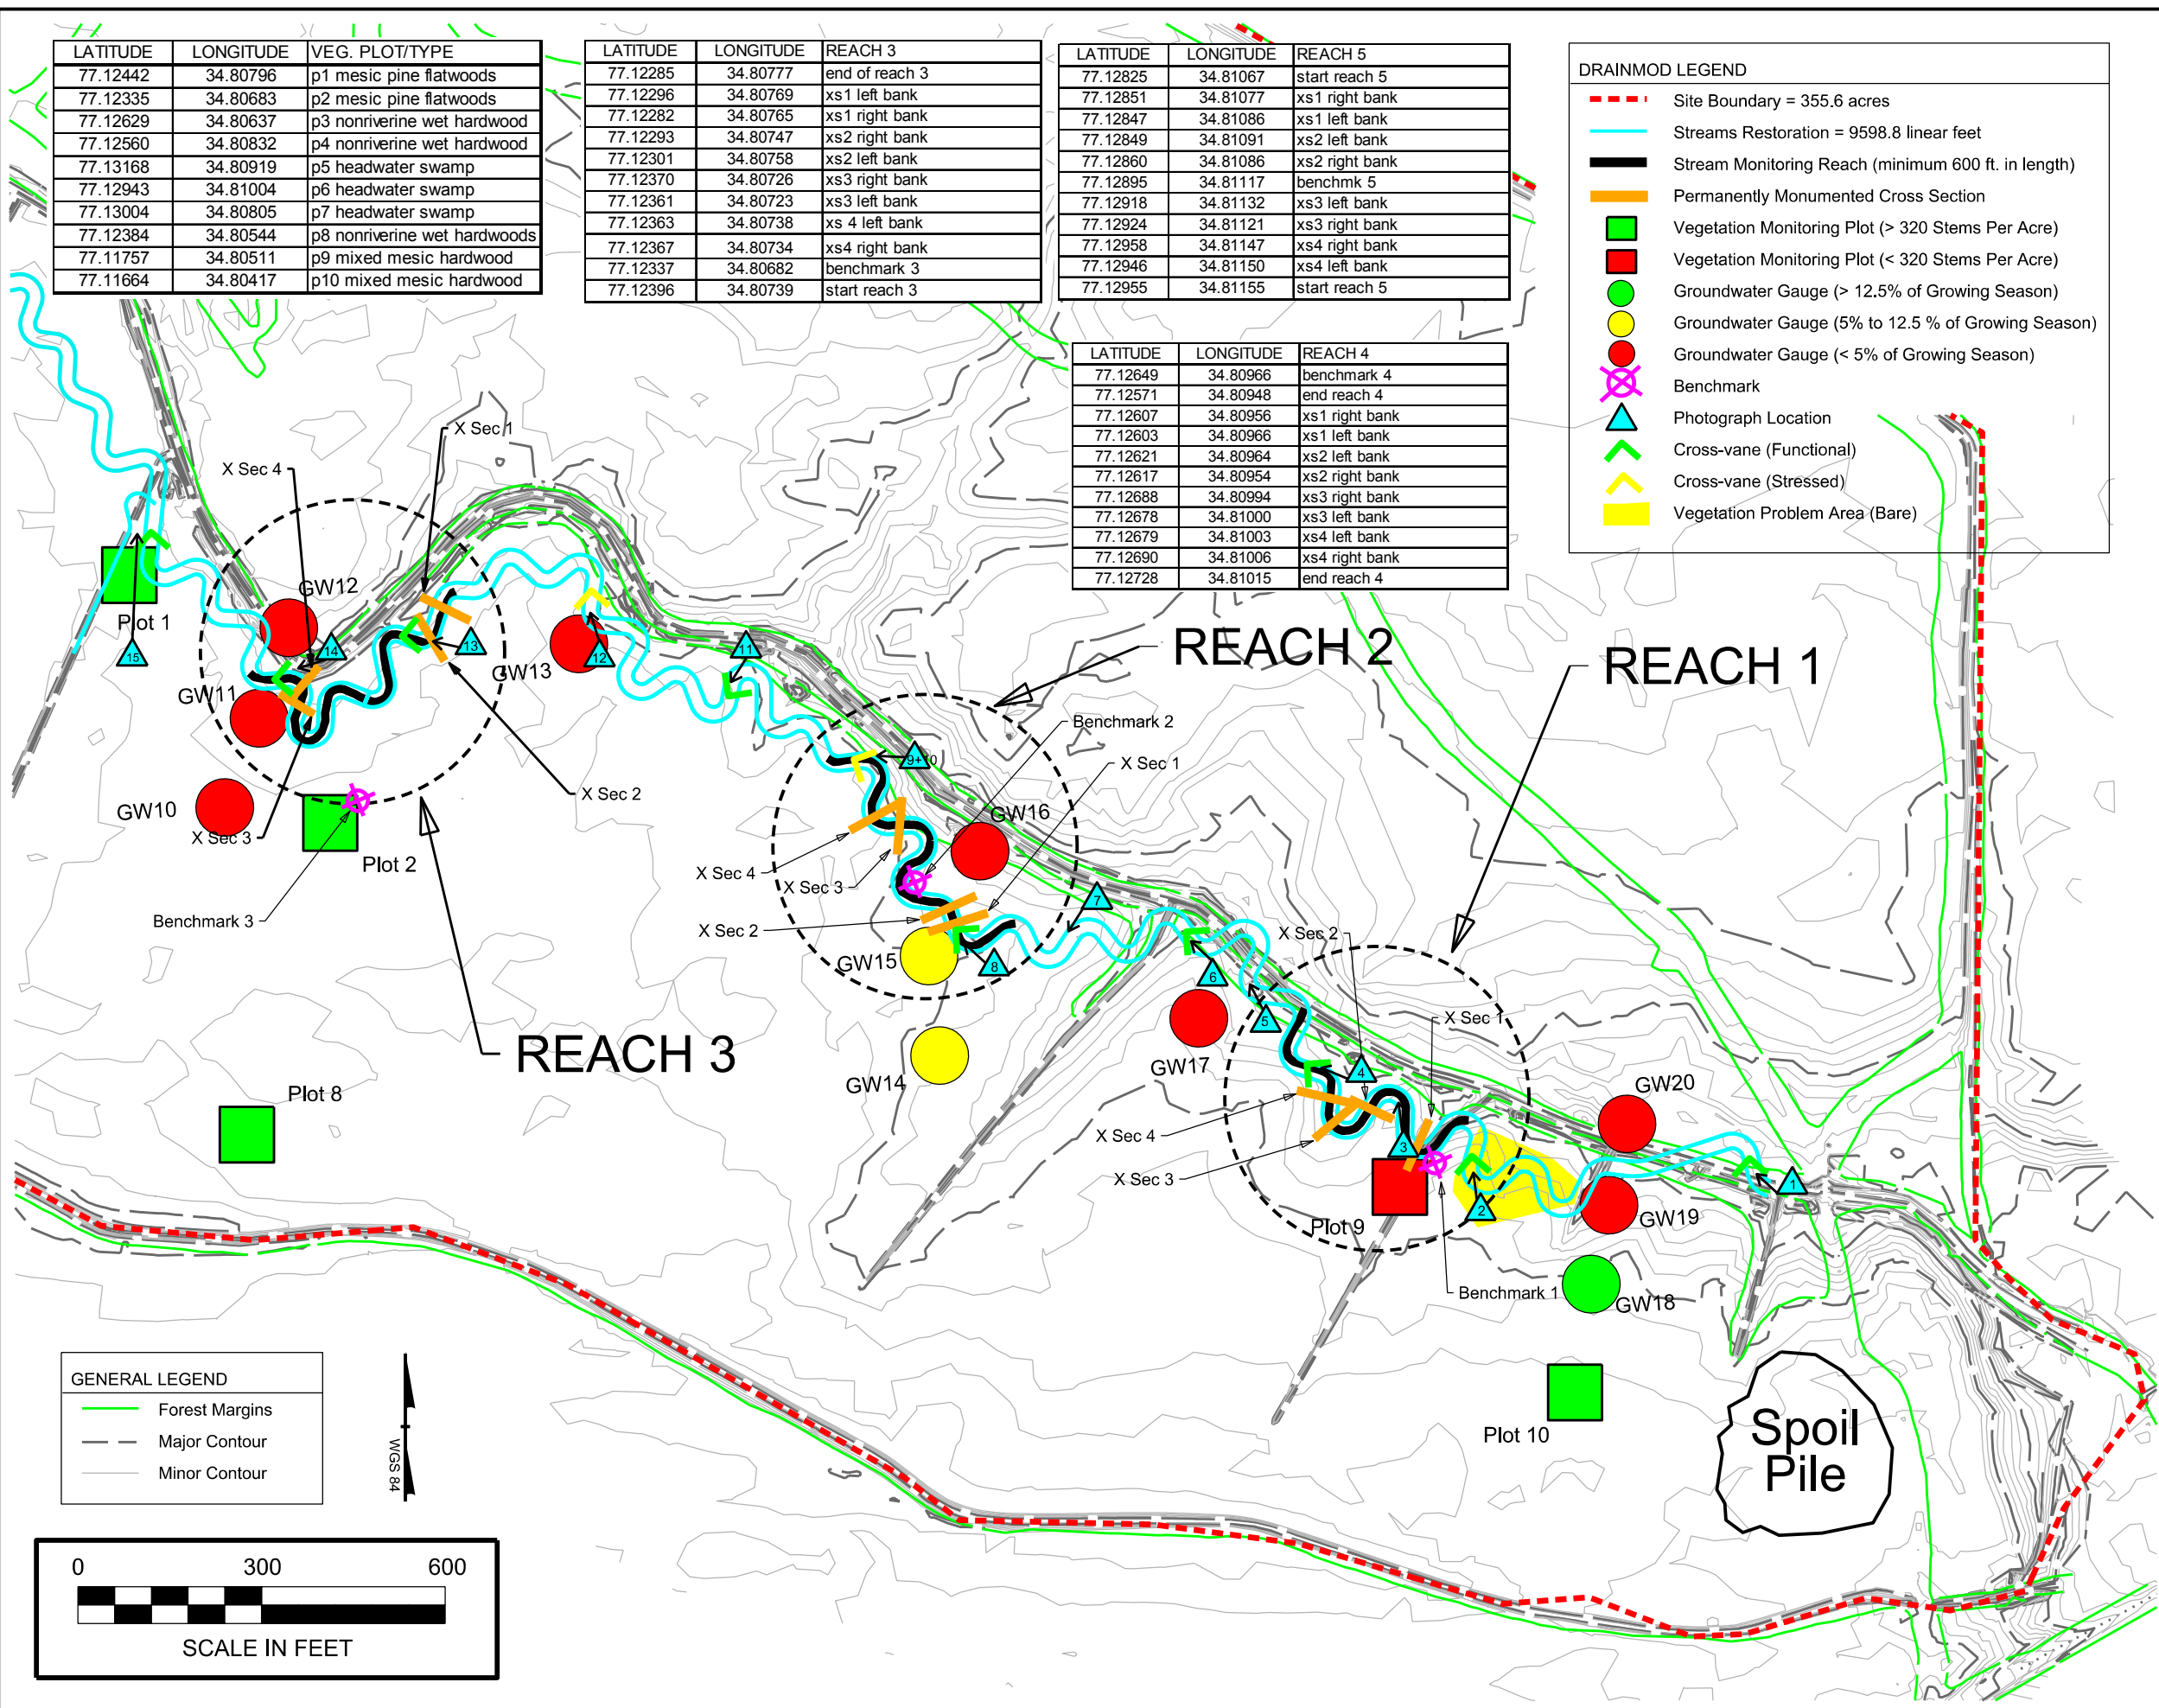 LATITUDE LONGITUDE VEG. PLOT/TYPE
77.12442 34.80796 p1 mesic pine flatwoods
77.12335 34.80683 p2 mesic pine flatwoods
77.12629 34.80637 p3 nonriverine wet hardwood
77.12560 34.80832 p4 nonriverine wet hardwood
77.13168 34.80919 p5 headwater swamp
77.12943 34.81004 p6 headwater swamp
77.13004 34.80805 p7 headwater swamp
77.12384 34.80544 p8 nonriverine wet hardwoods
77.11757 34.80511 p9 mixed mesic hardwood
77.11664 34.80417 p10 mixed mesic hardwood
LATITUDE LONGITUDE REACH 3
77.12285 34.80777 end of reach 3
77.12296 34.80769 xs1 left bank
77.12282 34.80765 xs1 right bank
77.12293 34.80747 xs2 right bank
77.12301 34.80758 xs2 left bank
77.12370 34.80726 xs3 right bank
77.12361 34.80723 xs3 left bank
77.12363 34.80738 xs 4 left bank
77.12367 34.80734 xs4 right bank
77.12337 34.80682 benchmark 3
77.12396 34.80739 start reach 3
LATITUDE LONGITUDE REACH 5
77.12825 34.81067 start reach 5
77.12851 34.81077 xs1 right bank
77.12847 34.81086 xs1 left bank
77.12849 34.81091 xs2 left bank
77.12860 34.81086 xs2 right bank
77.12895 34.81117 benchmk 5
77.12918 34.81132 xs3 left bank
77.12924 34.81121 xs3 right bank
77.12958 34.81147 xs4 right bank
77.12946 34.81150 xs4 left bank
77.12955 34.81155 start reach 5
LATITUDE LONGITUDE REACH 4
77.12649 34.80966 benchmark 4
77.12571 34.80948 end reach 4
77.12607 34.80956 xs1 right bank
77.12603 34.80966 xs1 left bank
77.12621 34.80964 xs2 left bank
77.12617 34.80954 xs2 right bank
77.12688 34.80994 xs3 right bank
77.12678 34.81000 xs3 left bank
77.12679 34.81003 xs4 left bank
77.12690 34.81006 xs4 right bank
77.12728 34.81015 end reach 4
DRAINMOD LEGEND
Site Boundary = 355.6 acres
Streams Restoration = 9598.8 linear feet
Stream Monitoring Reach (minimum 600 ft. in length)
Permanently Monumented Cross Section
Vegetation Monitoring Plot (> 320 Stems Per Acre)
Vegetation Monitoring Plot (< 320 Stems Per Acre)
Groundwater Gauge (> 12.5% of Growing Season)
Groundwater Gauge (5% to 12.5 % of Growing Season)
Groundwater Gauge (< 5% of Growing Season)
Benchmark
Photograph Location
Cross-vane (Functional)
Cross-vane (Stressed)
Vegetation Problem Area (Bare)
X Sec 1
X Sec 4
GW12
Plot 1
15
14
13
GW11
GW13
12
11
X Sec 2
GW10
X Sec 3
Plot 2
Benchmark 3
REACH 3
REACH 2
Benchmark 2
9+10
X Sec 1
GW16
X Sec 4
X Sec 3
X Sec 2
GW15
8
7
GW14
REACH 1
X Sec 2
6
5
GW17
X Sec 1
4
X Sec 4
3
X Sec 3
Plot 9
2
Benchmark 1
GW20
GW19
1
GW18
Plot 8
Plot 10
Spoil
Pile
GENERAL LEGEND
Forest Margins
Major Contour
Minor Contour
WGS 84
0 300 600
SCALE IN FEET